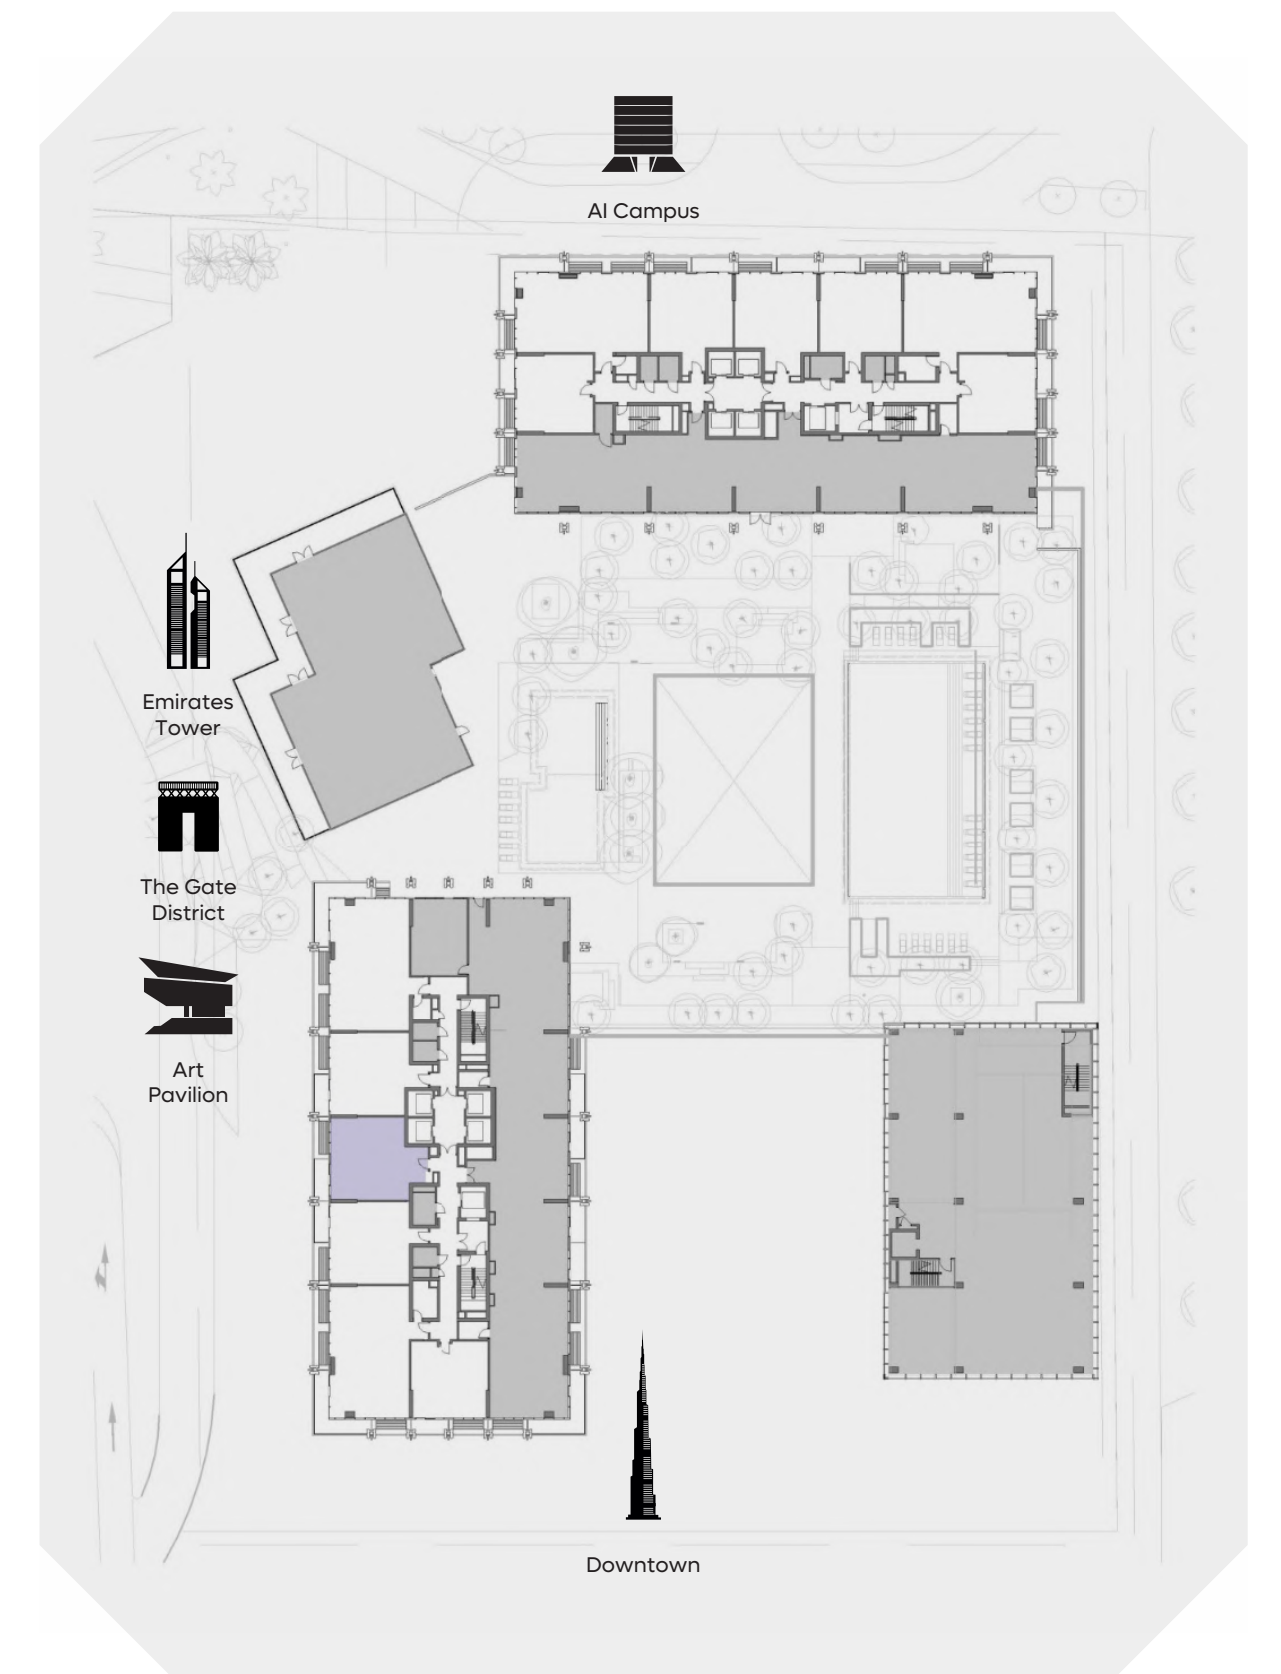 AI Campus
Emirates
Tower
The Gate
District
Art
Pavilion
Downtown